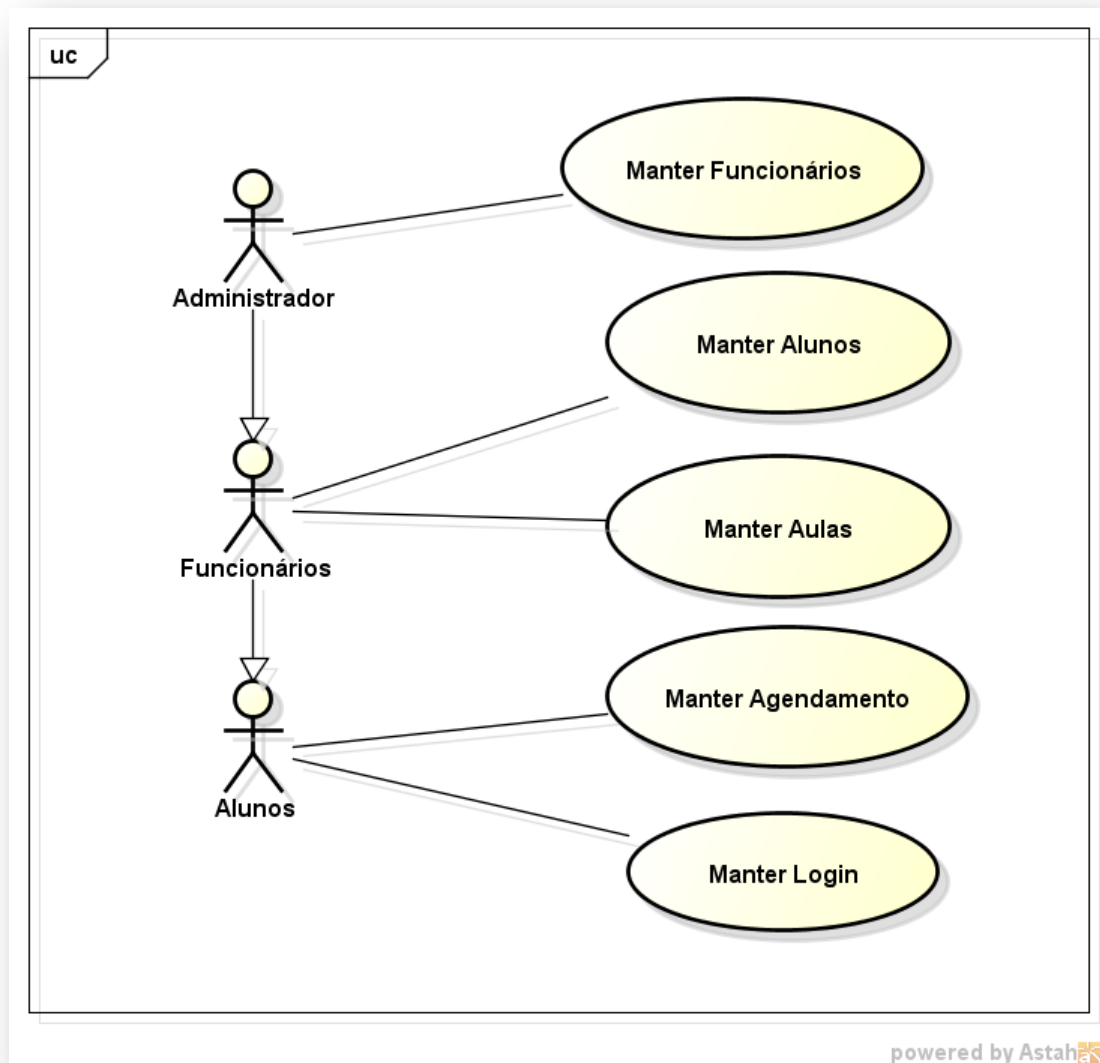 uc
Manter Funcionários
Administrador
Manter Alunos
Manter Aulas
Funcionários
Manter Agendamento
Alunos
Manter Login
powered by Astah